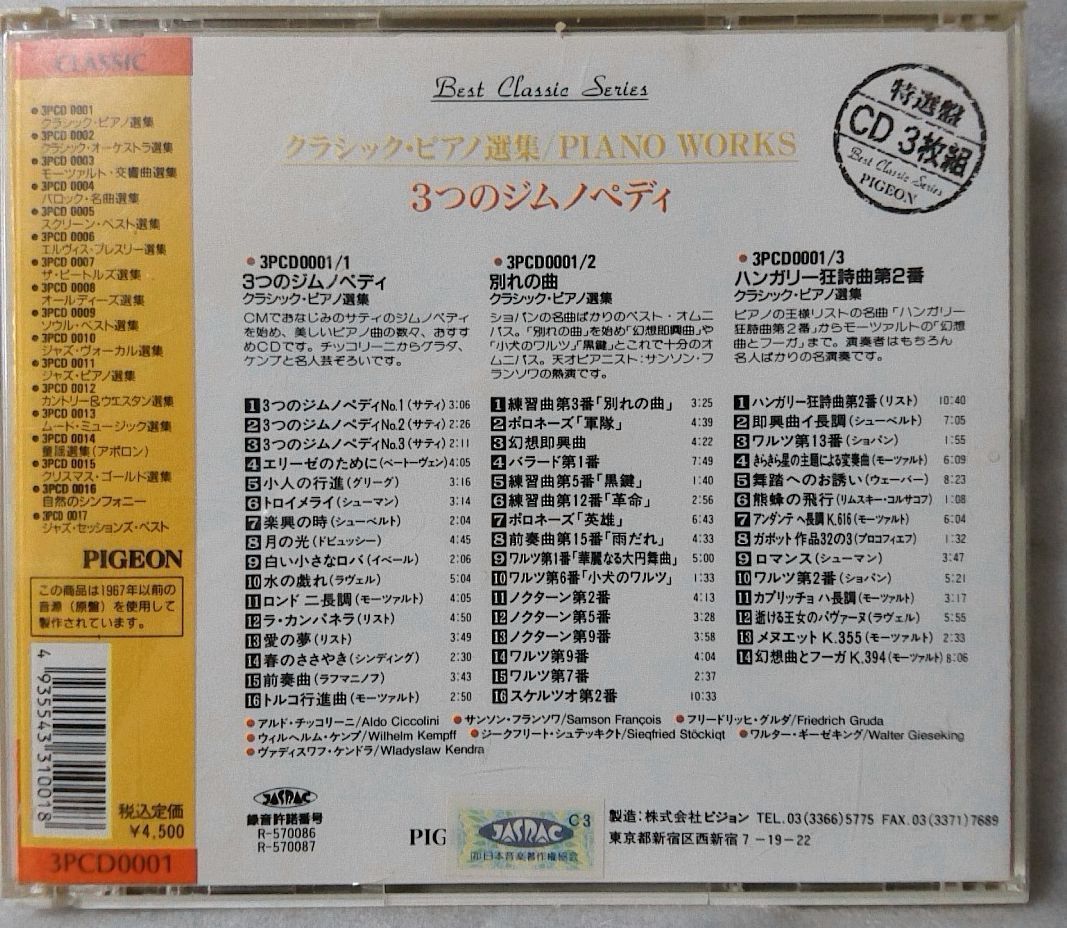 CLASSIC
● 3PCD 0001
クラシック・ピアノ選集
● 3PCD 0002
クラシック・オーケストラ選集
● 3PCD 0003
モーツァルト・交響曲選集
● 3PCD 0004
バロック・名曲選集
● 3PCD 0005
スクリーン・ベスト選集
● 3PCD 0006
エルヴィス・プレスリー選集
● 3PCD 0007
ザ・ビートルズ選集
● 3PCD 0008
オールディーズ選集
● 3PCD 0009
ソウル・ベスト選集
● 3PCD 0010
ジャズ・ヴォーカル選集
● 3PCD 0011
ジャズ・ピアノ選集
● 3PCD 0012
カントリー&ウエスタン選集
● 3PCD 0013
ムード・ミュージック選集
● 3PCD 0014
童謡選集(アポロン)
● 3PCD 0015
クリスマス・ゴールド選集
● 3PCD 0016
自然のシンフォニー
● 3PCD 0017
ジャズ・セッションズ・ベスト
PIGEON
この商品は1967年以前の
音源(原盤)を使用して
製作されています。
4935543310018
税込定価
¥4,500
3PCD0001
Best Classic Series
クラシック・ピアノ選集/PIANO WORKS
3つのジムノペディ
特選盤
CD 3枚組
Best Classic Series
PIGEON
● 3PCD0001/1
3つのジムノペディ
クラシック・ピアノ選集
CMでおなじみのサティのジムノペディ
を始め、美しいピアノ曲の数々、おすす
めCDです。チッコリーニからグラダ、
ケンプと名人芸ぞろいです。
1 3つのジムノペディNo.1(サティ) 3:06
2 3つのジムノペディNo.2(サティ) 2:26
3 3つのジムノペディNo.3(サティ) 2:11
4 エリーゼのために(ベートーヴェン) 4:05
5 小人の行進(グリーグ) 3:16
6 トロイメライ(シューマン) 3:14
7 楽興の時(シューベルト) 2:04
8 月の光(ドビュッシー) 4:45
9 白い小さなロバ(イベール) 2:06
10 水の戯れ(ラヴェル) 5:04
11 ロンド ニ長調(モーツァルト) 4:05
12 ラ・カンパネラ(リスト) 4:50
13 愛の夢(リスト) 3:49
14 春のささやき(シンディング) 2:30
15 前奏曲(ラフマニノフ) 3:43
16 トルコ行進曲(モーツァルト) 2:50
● 3PCD0001/2
別れの曲
クラシック・ピアノ選集
ショパンの名曲ばかりのベスト・オムニ
バス。「別れの曲」を始め「幻想即興曲」や
「小犬のワルツ」「黒鍵」とこれで十分のオ
ムニバス。天才ピアニスト:サンソン・フ
ランソワの熱演です。
1 練習曲第3番「別れの曲」 3:25
2 ポロネーズ「軍隊」 4:39
3 幻想即興曲 4:22
4 バラード第1番 7:49
5 練習曲第5番「黒鍵」 1:40
6 練習曲第12番「革命」 2:56
7 ポロネーズ「英雄」 6:43
8 前奏曲第15番「雨だれ」 4:33
9 ワルツ第1番「華麗なる大円舞曲」 5:00
10 ワルツ第6番「小犬のワルツ」 1:33
11 ノクターン第2番 4:13
12 ノクターン第5番 3:28
13 ノクターン第9番 3:58
14 ワルツ第9番 4:04
15 ワルツ第7番 2:37
16 スケルツオ第2番 10:33
● 3PCD0001/3
ハンガリー狂詩曲第2番
クラシック・ピアノ選集
ピアノの王様リストの名曲「ハンガリー
狂詩曲第2番」からモーツァルトの「幻想
曲とフーガ」まで。演奏者はもちろん
名人ばかりの名演奏です。
1 ハンガリー狂詩曲第2番(リスト) 10:40
2 即興曲イ長調(シューベルト) 7:05
3 ワルツ第13番(ショパン) 1:55
4 きらきら星の主題による変奏曲(モーツァルト) 6:09
5 舞踏へのお誘い(ウェーバー) 8:23
6 熊蜂の飛行(リムスキー・コルサコフ) 1:08
7 アンダンテ ヘ長調 K.616(モーツァルト) 6:04
8 ガボット 作品32の3(プロコフィエフ) 1:32
9 ロマンス(シューマン) 3:47
10 ワルツ第2番(ショパン) 5:21
11 カプリッチョ ハ長調(モーツァルト) 3:17
12 逝ける王女のパヴァーヌ(ラヴェル) 5:55
13 メヌエット K.355(モーツァルト) 2:33
14 幻想曲とフーガ K.394(モーツァルト) 8:06
● アルド・チッコリーニ/Aldo Ciccolini ● サンソン・フランソワ/Samson François ● フリードリッヒ・グルダ/Friedrich Gruda
● ウィルヘルム・ケンプ/Wilhelm Kempff ● ジークフリート・シュテッキクト/Sieqfried Stöckiqt ● ワルター・ギーゼキング/Walter Gieseking
● ヴァディスワフ・ケンドラ/Wladyslaw Kendra
JASRAC
録音許諾番号
R-570086
R-570087
PIG
JASRAC
C3
日本音楽著作権協会
製造:株式会社ピジョン TEL.03(3366)5775 FAX.03(3371)7689
東京都新宿区西新宿7-19-22